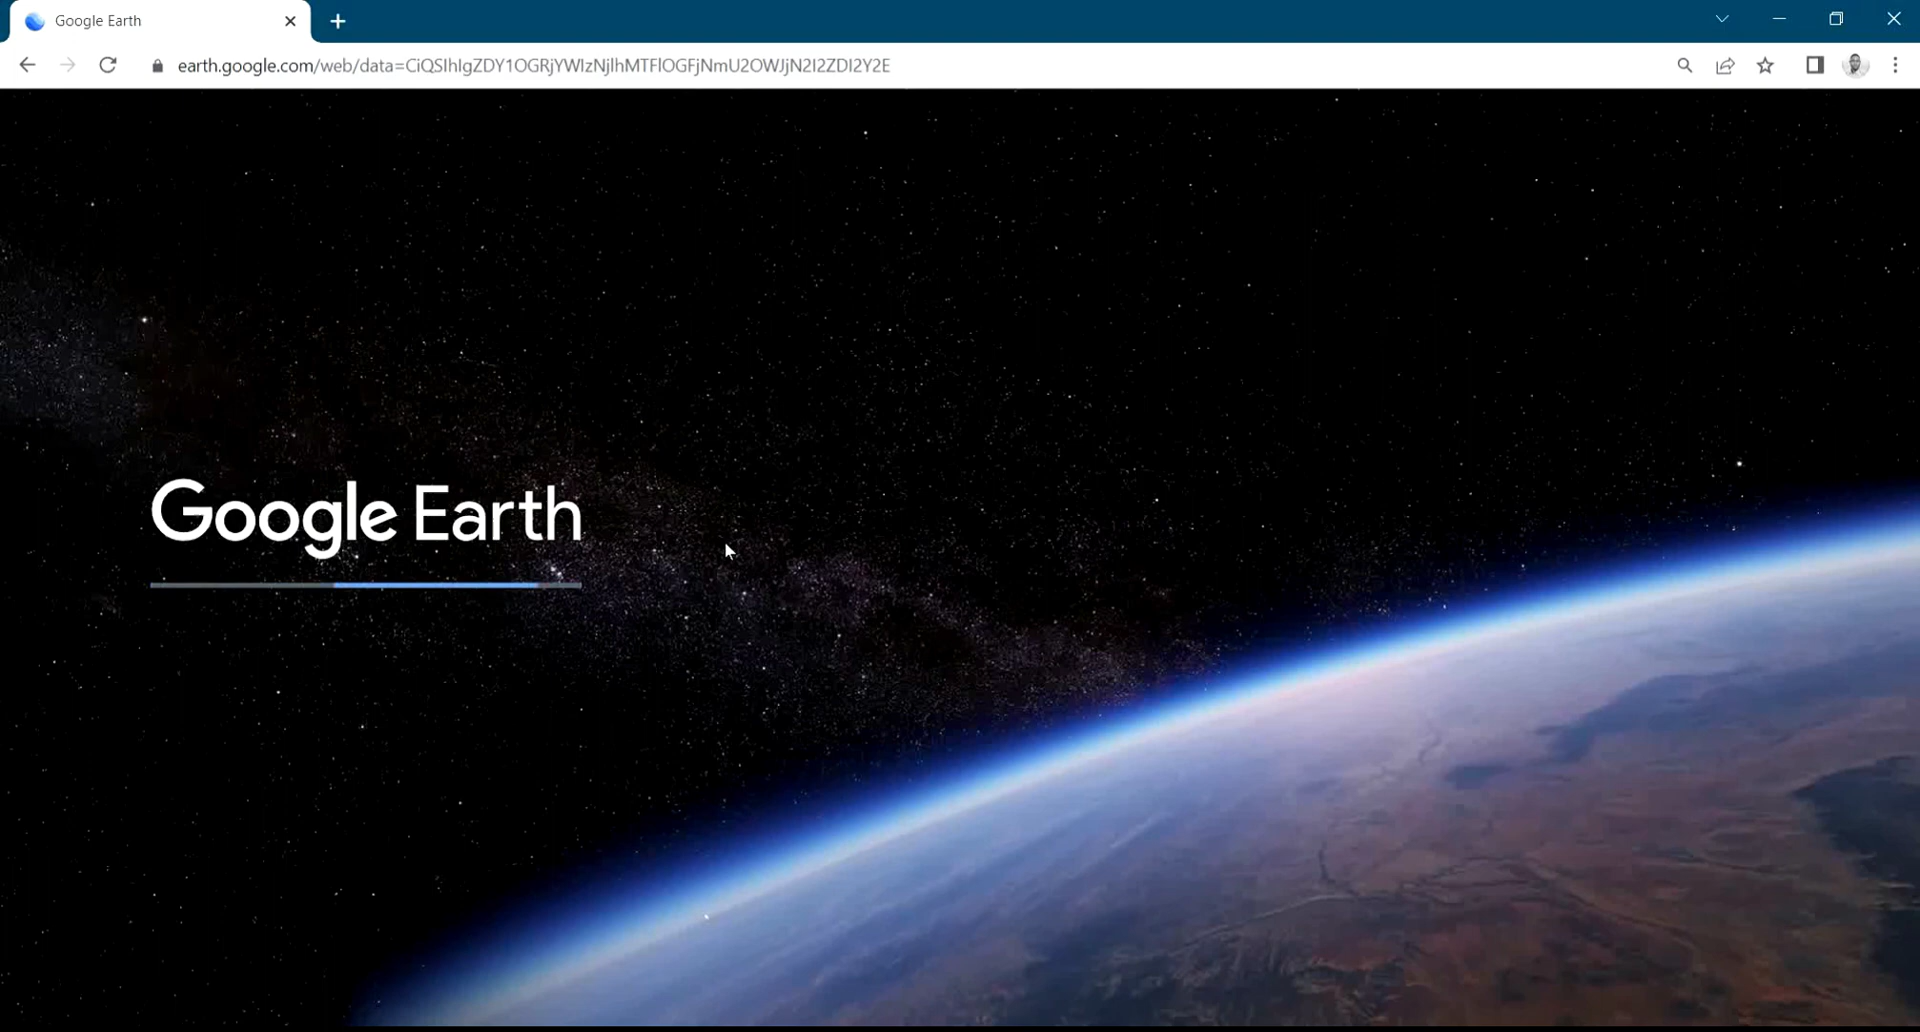 Google Earth
earth.google.com/web/data=CiQSIhIgZDY1OGRjYWIzNjlhMTFlOGFjNmU2OWJjN2I2ZDI2Y2E
Google Earth